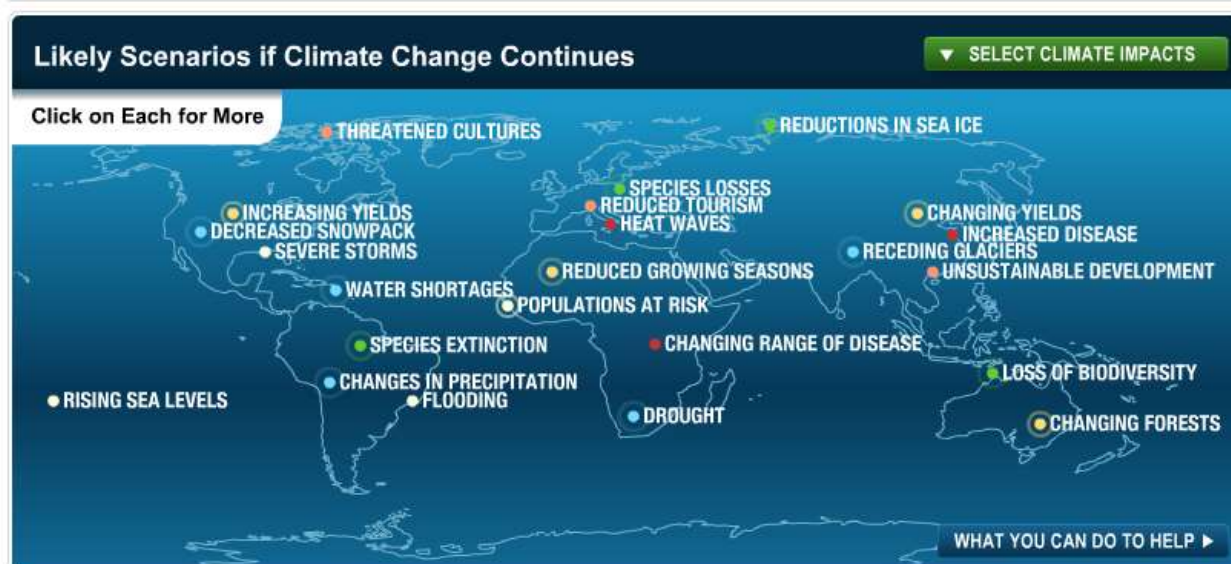 Likely Scenarios if Climate Change Continues
▼ SELECT CLIMATE IMPACTS
Click on Each for More
THREATENED CULTURES
REDUCTIONS IN SEA ICE
SPECIES LOSSES
REDUCED TOURISM
HEAT WAVES
INCREASING YIELDS
DECREASED SNOWPACK
SEVERE STORMS
CHANGING YIELDS
INCREASED DISEASE
RECEDING GLACIERS
UNSUSTAINABLE DEVELOPMENT
REDUCED GROWING SEASONS
WATER SHORTAGES
POPULATIONS AT RISK
SPECIES EXTINCTION
CHANGING RANGE OF DISEASE
CHANGES IN PRECIPITATION
LOSS OF BIODIVERSITY
RISING SEA LEVELS
FLOODING
DROUGHT
CHANGING FORESTS
WHAT YOU CAN DO TO HELP ▶